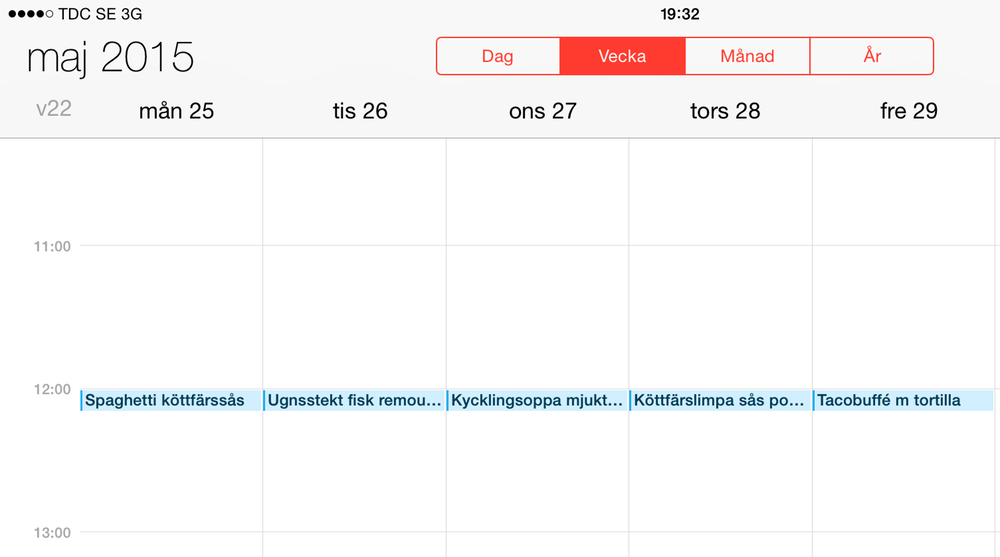 ●●●●○ TDC SE 3G 19:32
maj 2015 Dag Vecka Månad År
v22 mån 25 tis 26 ons 27 tors 28 fre 29
11:00
12:00
Spaghetti köttfärssås Ugnsstekt fisk remou... Kycklingsoppa mjukt... Köttfärslimpa sås po... Tacobuffé m tortilla
13:00